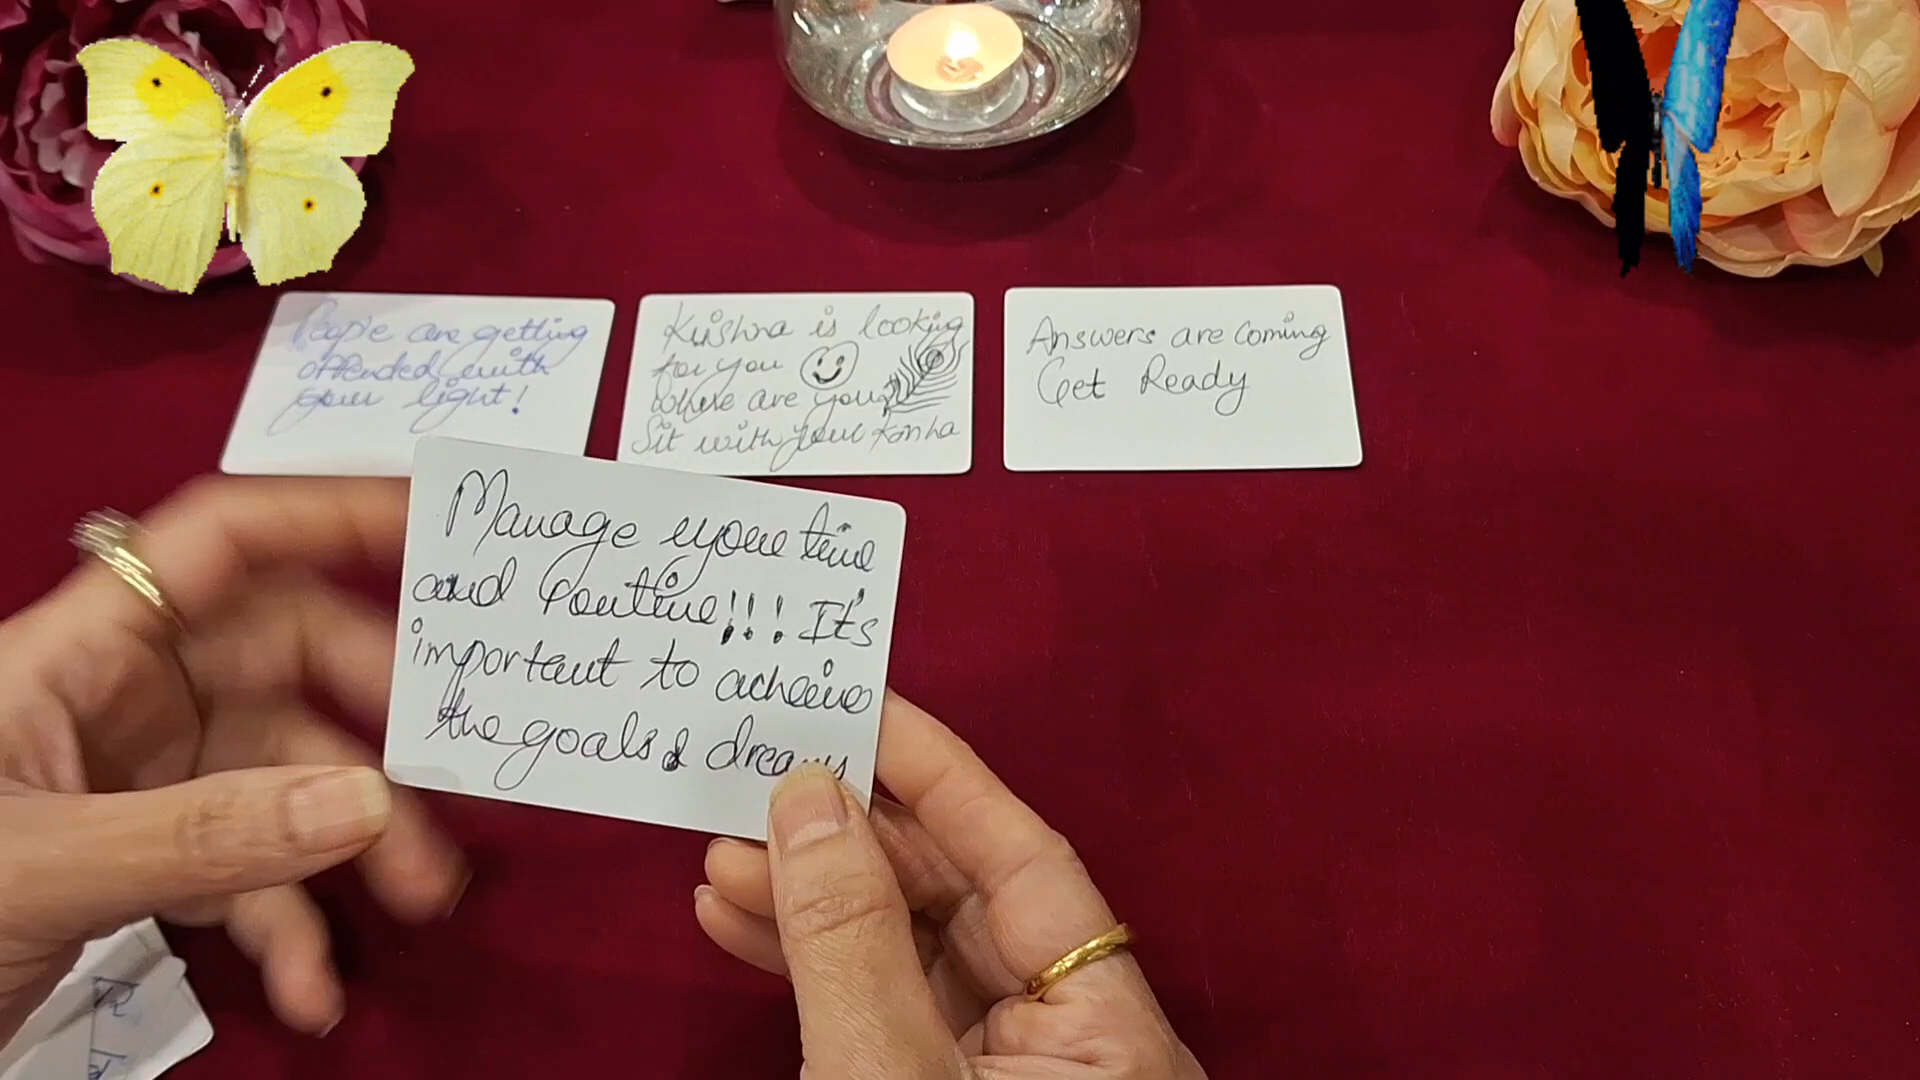 People are getting
offended with
your light!
Krishna is looking
for you
Where are you?
Sit with your Kanha
Answers are Coming
Get Ready
Manage your time
and routine!!! It's
important to acheive
the goals & dreams